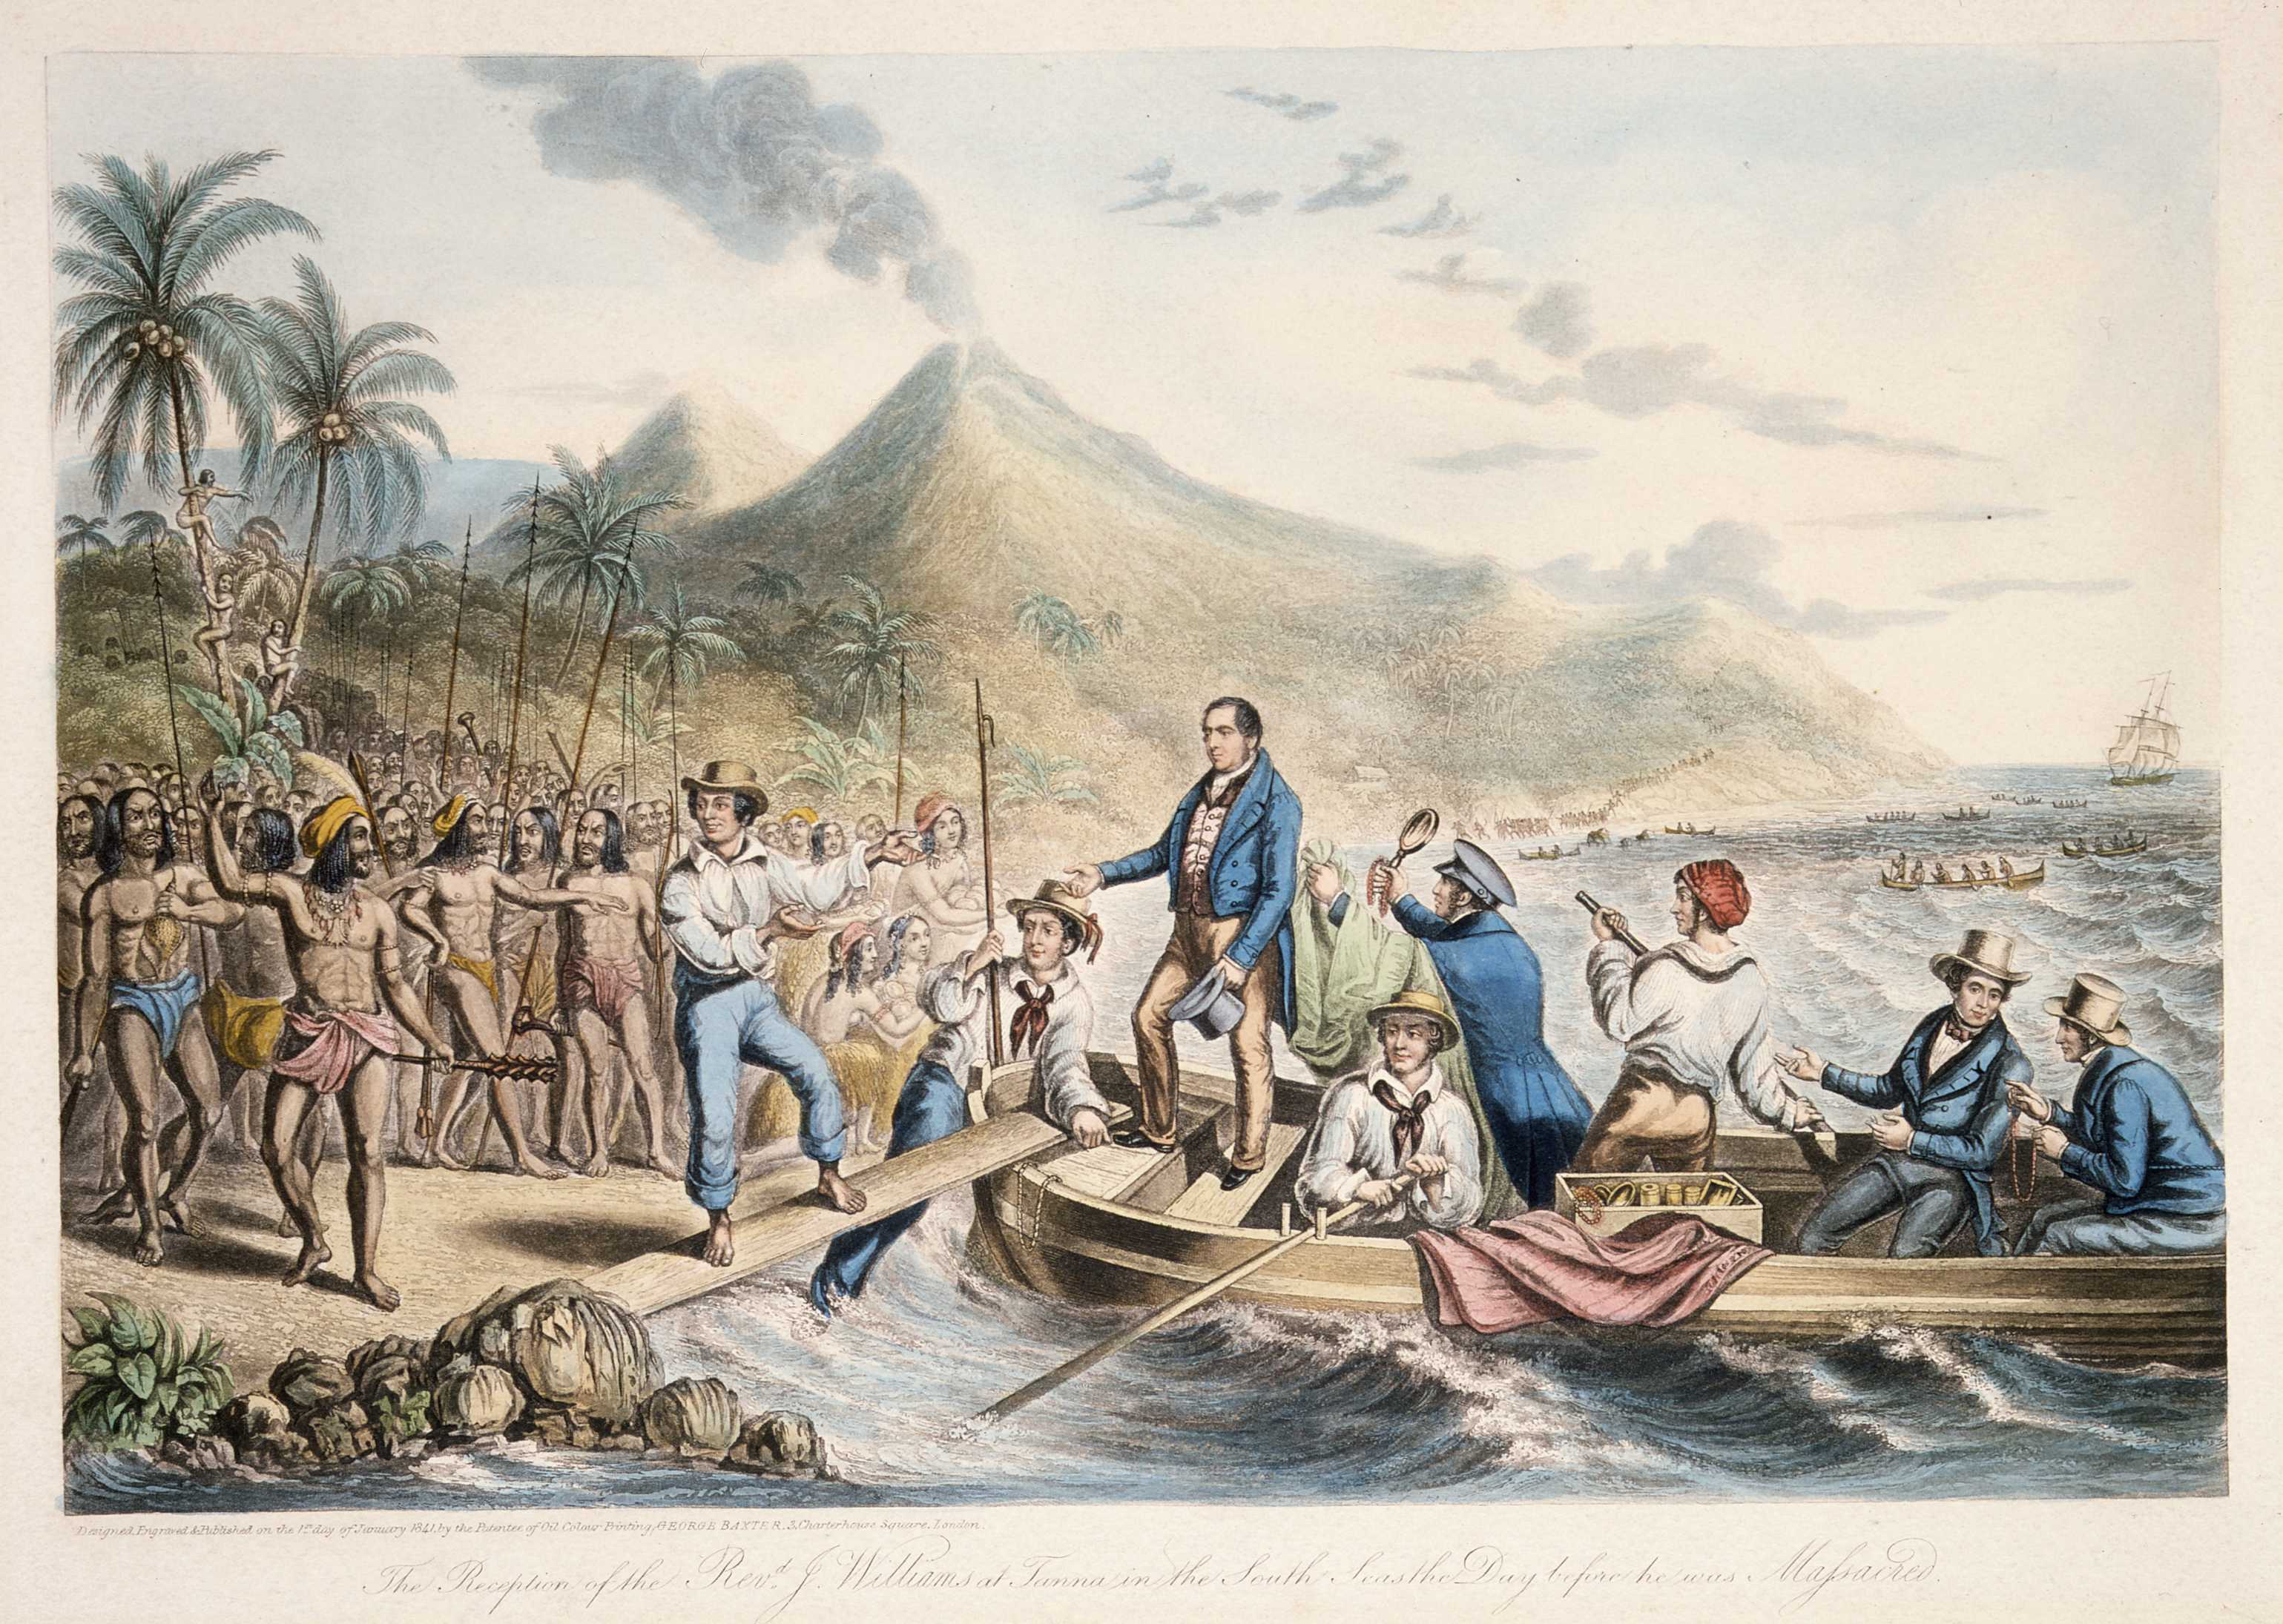 Designed, Engraved & Published on the 1st day of January 1841, by the Patentee of Oil Colour Printing, GEORGE BAXTER, 3, Charterhouse Square, London.
The Reception of the Revd. J. Williams at Tanna in the South Seas the Day before he was Massacred.